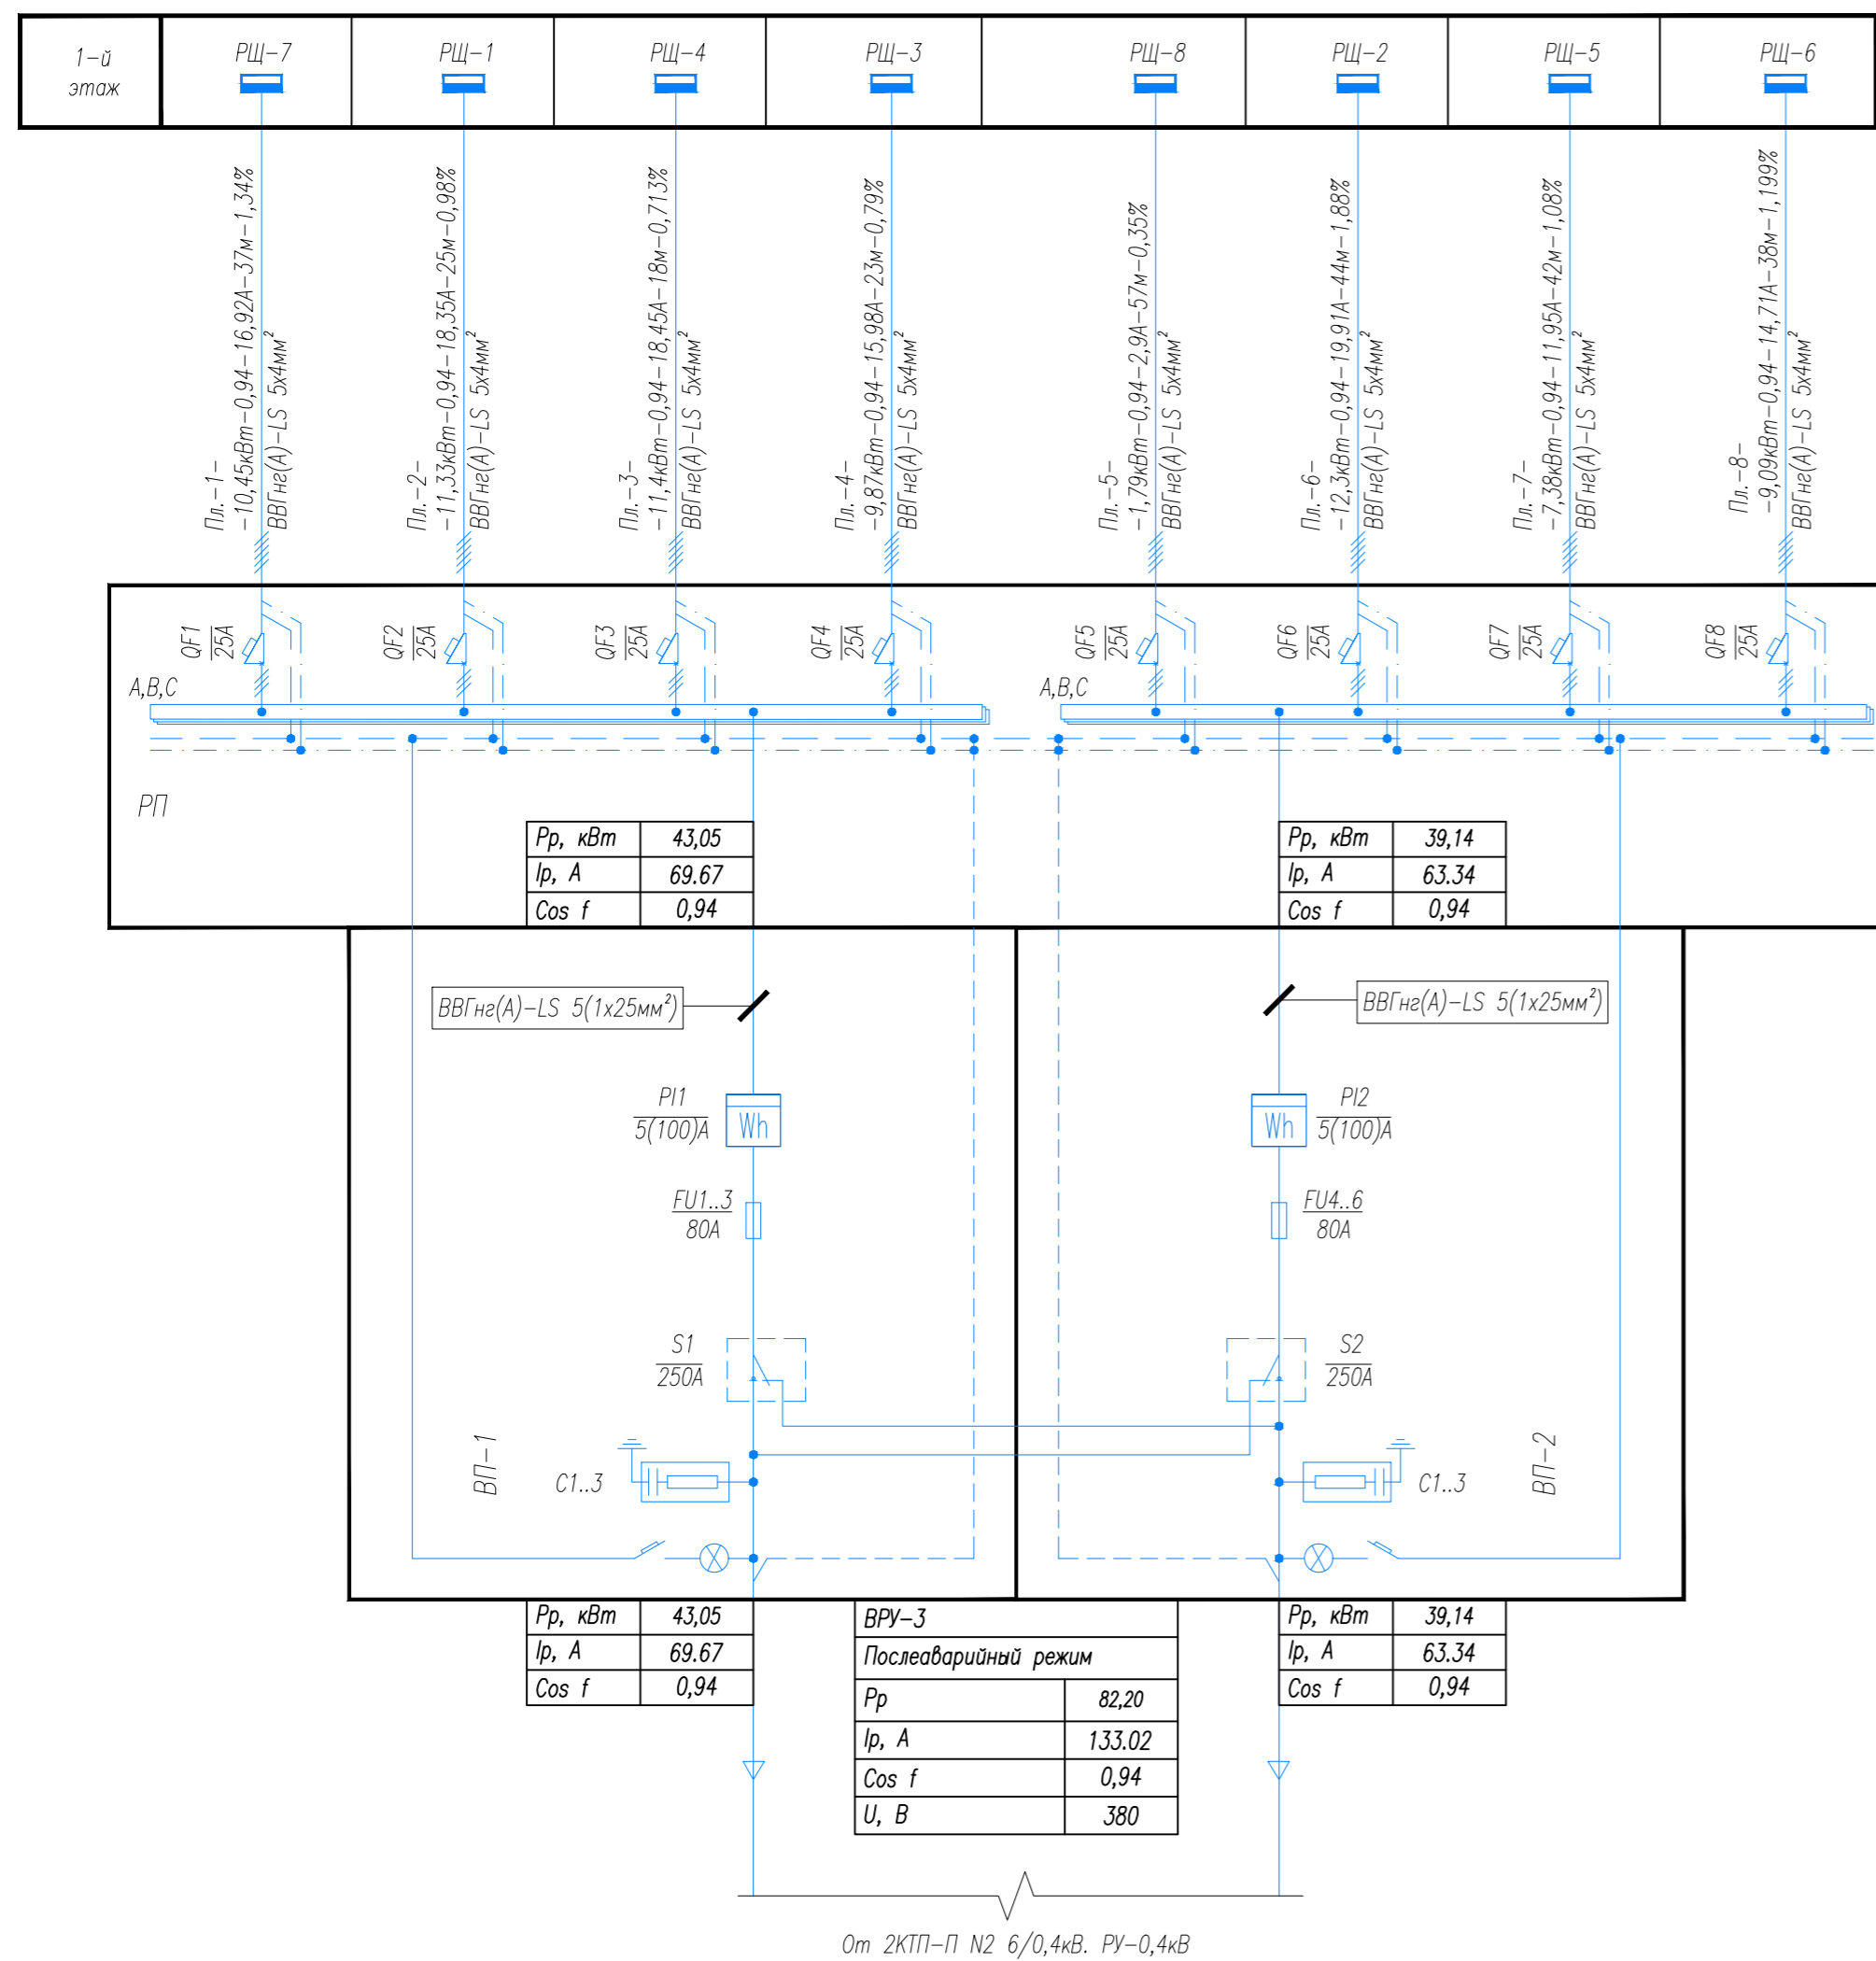 1-й
этаж
РЩ-7
РЩ-1
РЩ-4
РЩ-3
РЩ-8
РЩ-2
РЩ-5
РЩ-6
Пл.-1-
-10,45кВт-0,94-16,92А-37м-1,34%
ВВГнг(А)-LS 5х4мм²
Пл.-2-
-11,33кВт-0,94-18,35А-25м-0,98%
ВВГнг(А)-LS 5х4мм²
Пл.-3-
-11,4кВт-0,94-18,45А-18м-0,713%
ВВГнг(А)-LS 5х4мм²
Пл.-4-
-9,87кВт-0,94-15,98А-23м-0,79%
ВВГнг(А)-LS 5х4мм²
Пл.-5-
-1,79кВт-0,94-2,9А-57м-0,35%
ВВГнг(А)-LS 5х4мм²
Пл.-6-
-12,3кВт-0,94-19,91А-44м-1,88%
ВВГнг(А)-LS 5х4мм²
Пл.-7-
-7,38кВт-0,94-11,95А-42м-1,08%
ВВГнг(А)-LS 5х4мм²
Пл.-8-
-9,09кВт-0,94-14,71А-38м-1,199%
ВВГнг(А)-LS 5х4мм²
QF1
25А
QF2
25А
QF3
25А
QF4
25А
QF5
25А
QF6
25А
QF7
25А
QF8
25А
А,В,С
А,В,С
РП
Рр, кВт 43,05
Iр, А 69.67
Cos f 0,94
Рр, кВт 39,14
Iр, А 63.34
Cos f 0,94
ВВГнг(А)-LS 5(1х25мм²)
ВВГнг(А)-LS 5(1х25мм²)
PI1
5(100)А
Wh
Wh
PI2
5(100)А
FU1..3
80А
FU4..6
80А
S1
250А
S2
250А
ВП-1
C1..3
C1..3
ВП-2
Рр, кВт 43,05
Iр, А 69.67
Cos f 0,94
ВРУ-3
Послеаварийный режим
Рр 82,20
Iр, А 133.02
Cos f 0,94
U, В 380
Рр, кВт 39,14
Iр, А 63.34
Cos f 0,94
От 2КТП-П N2 6/0,4кВ. РУ-0,4кВ